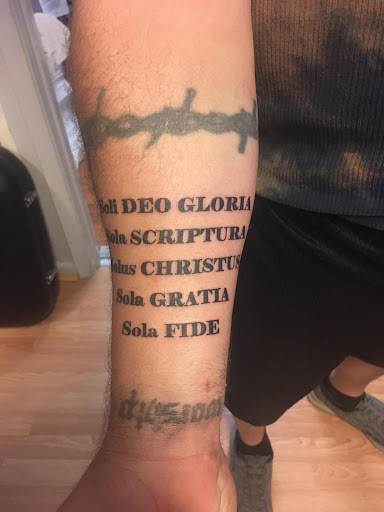 Soli DEO GLORIA
Sola SCRIPTURA
Solus CHRISTUS
Sola GRATIA
Sola FIDE